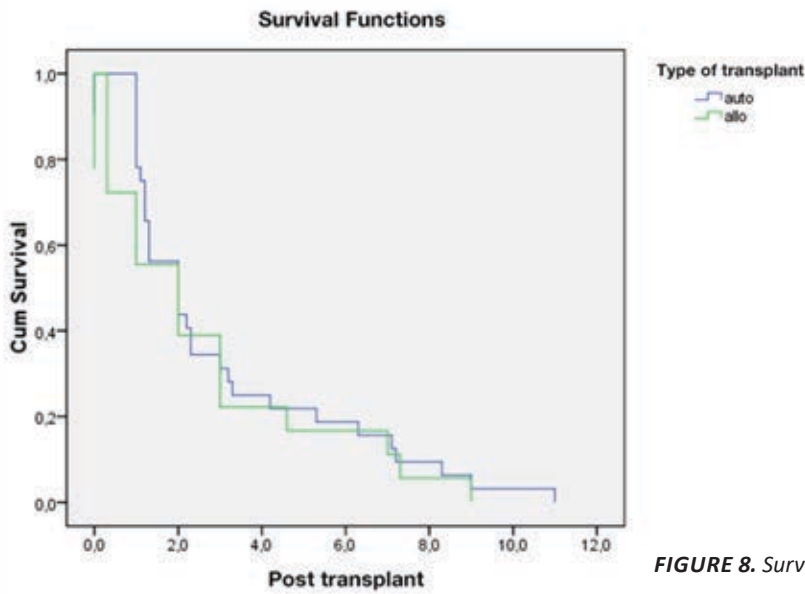 Survival Functions
Type of transplant
auto
allo
Cum Survival
1,0
0,8
0,6
0,4
0,2
0,0
0,0 2,0 4,0 6,0 8,0 10,0 12,0
Post transplant
FIGURE 8. Surv